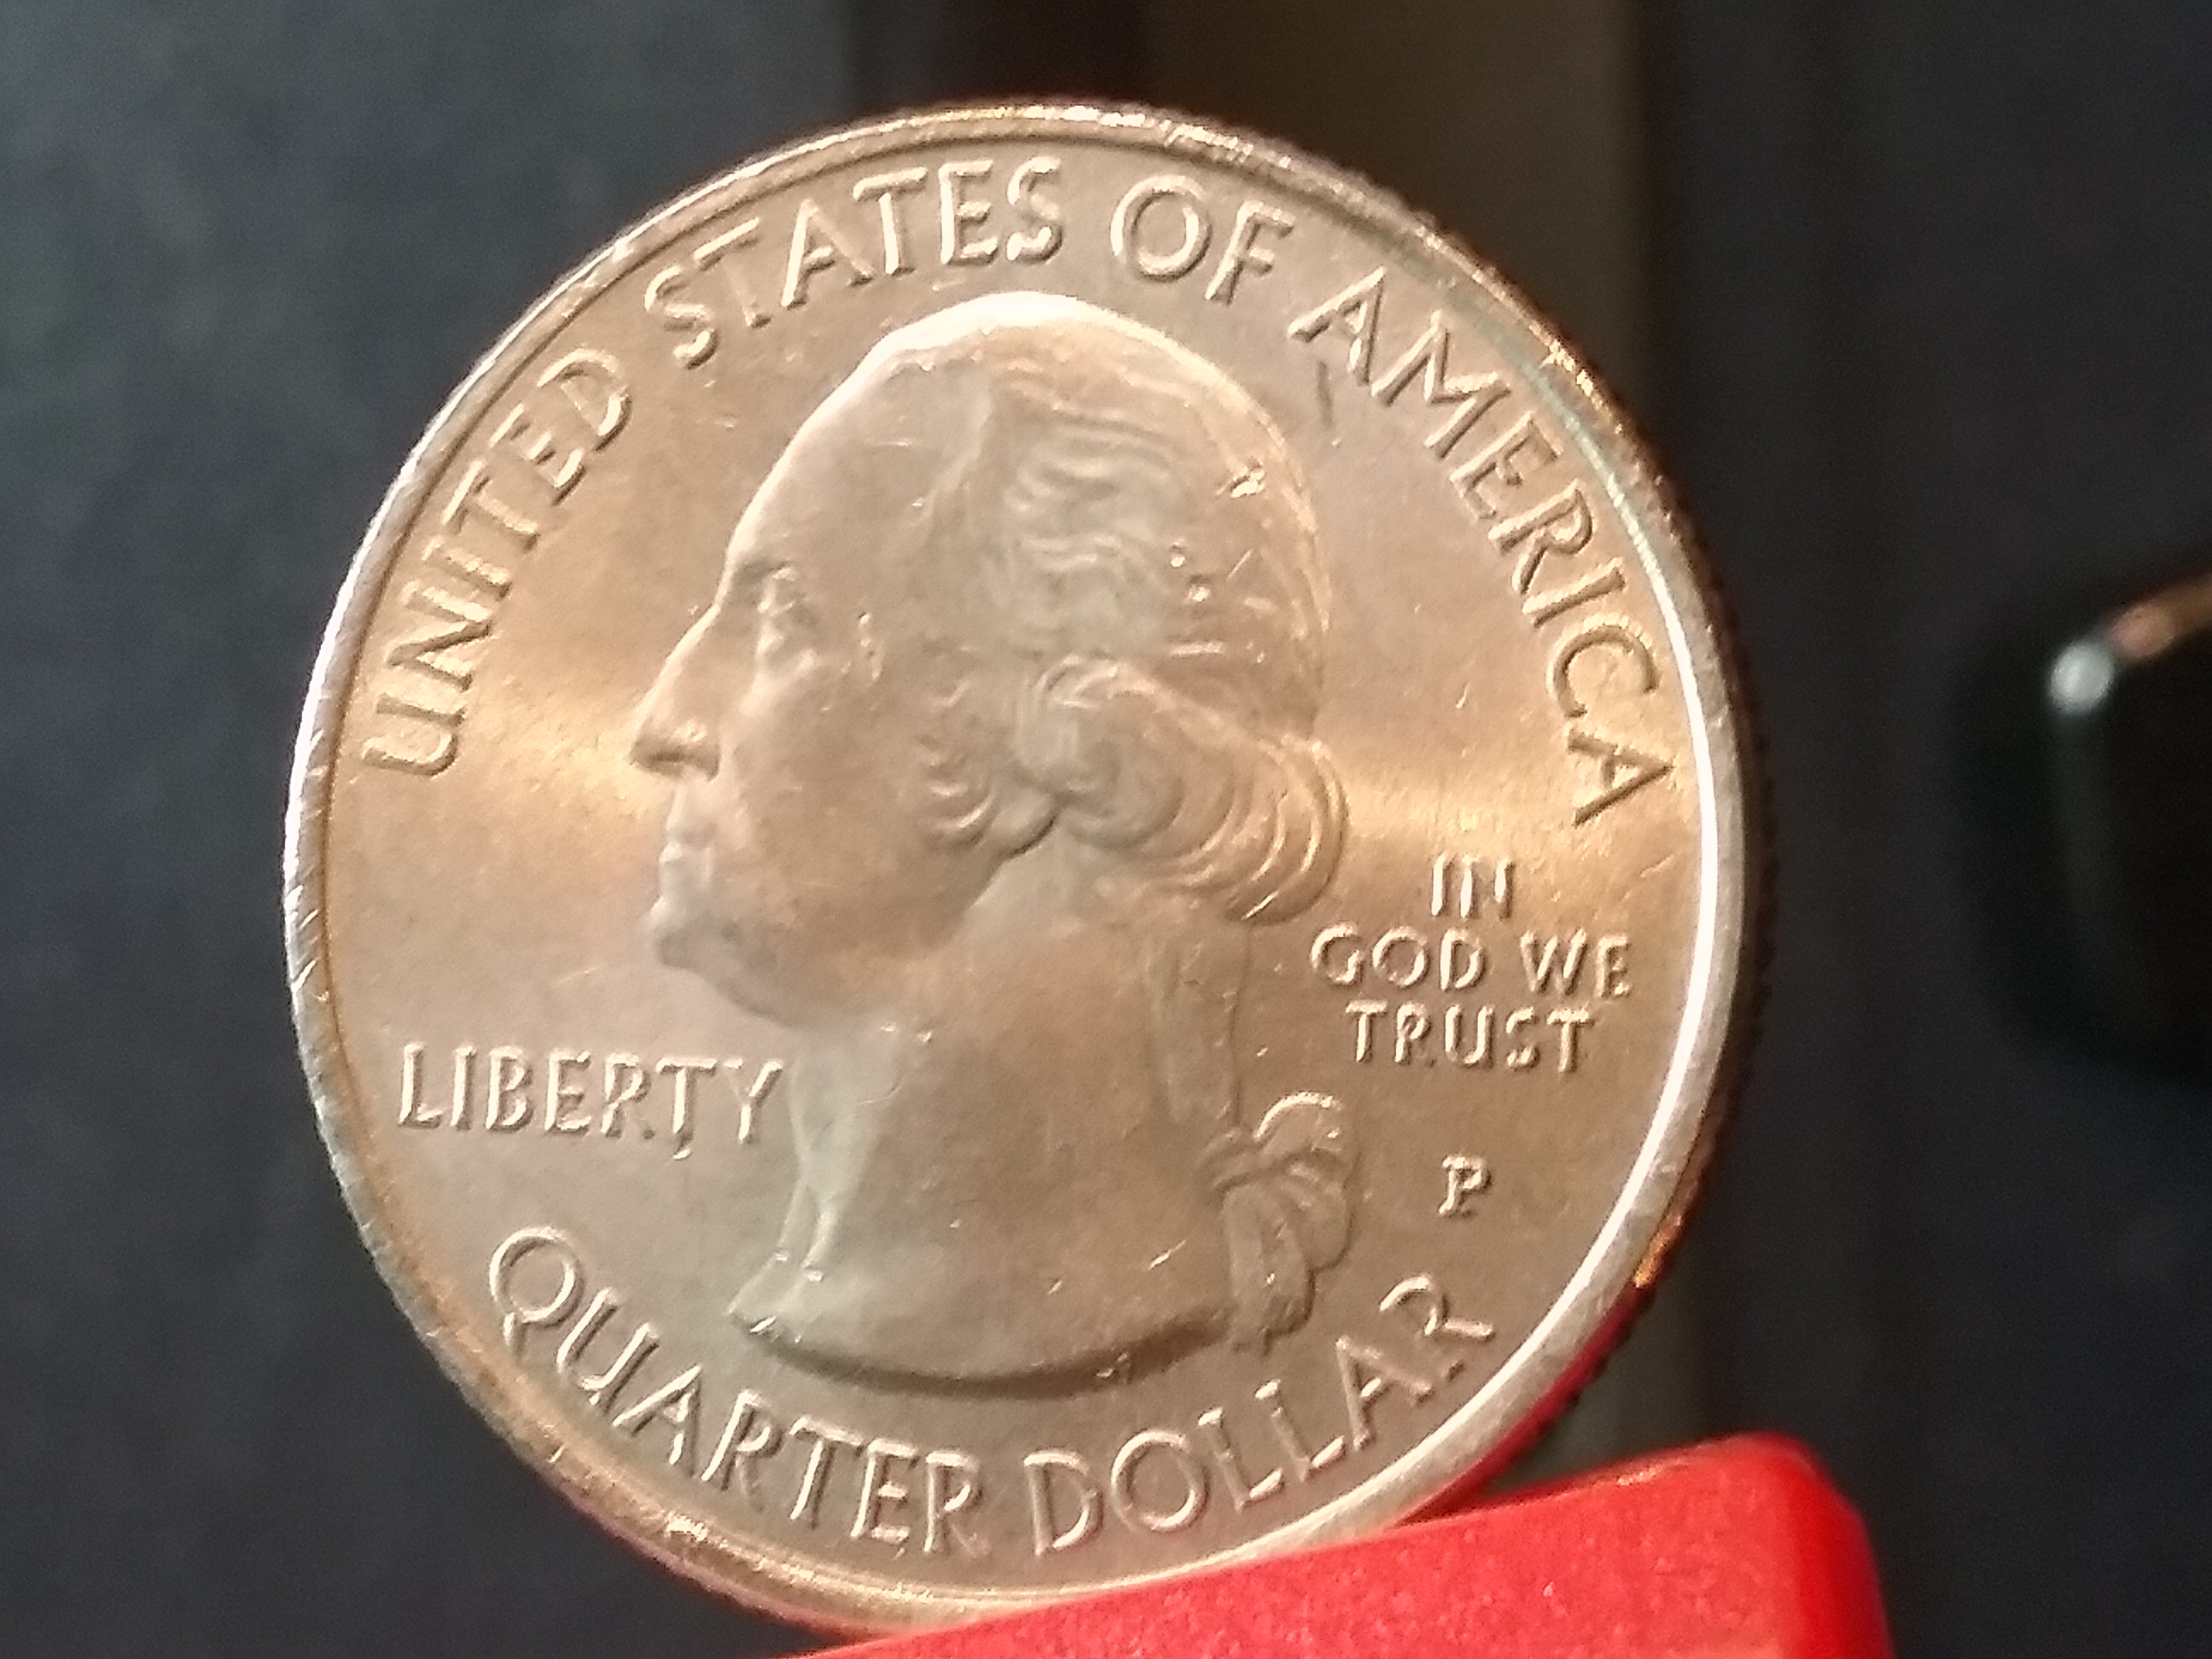 UNITED STATES OF AMERICA
LIBERTY
IN
GOD WE
TRUST
P
QUARTER DOLLAR